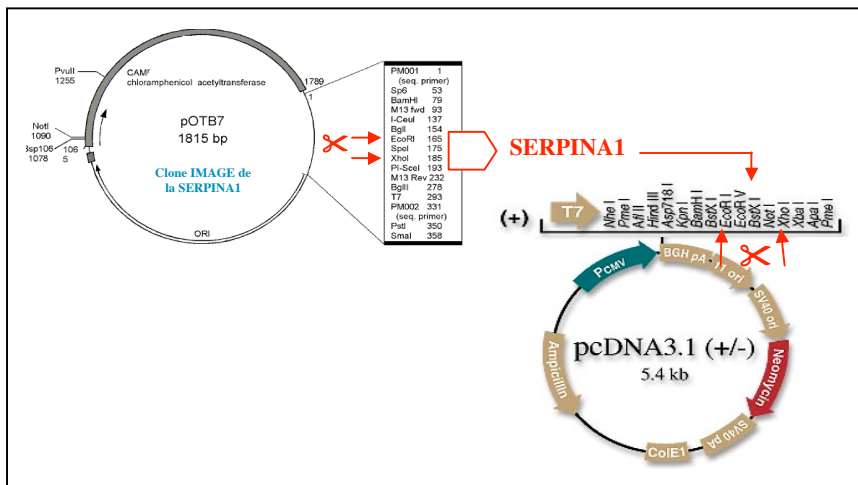 PvuII
1255
CAMr
chloramphenicol acetyltransferase
1789
1
NotI
1090
Bsp106
1078
106
5
pOTB7
1815 bp
Clone IMAGE de
la SERPINA1
ORI
PM001 1
(seq. primer)
Sp6 53
BamHI 79
M13 fwd 93
I-CeuI 137
BglI 154
EcoRI 165
SpeI 175
XhoI 185
PI-SceI 193
M13 Rev 232
BglII 278
T7 293
PM002 331
(seq. primer)
PstI 350
SmaI 358
SERPINA1
(+)
T7
Nhe I
Pme I
Afl II
Hind III
Asp718 I
Kpn I
BamH I
BstX I
EcoR I
EcoR V
BstX I
Not I
Xho I
Xba I
Apa I
Pme I
PCMV
BGH pA
f1 ori
SV40 ori
Neomycin
SV40 pA
ColE1
Ampicillin
pcDNA3.1 (+/-)
5.4 kb